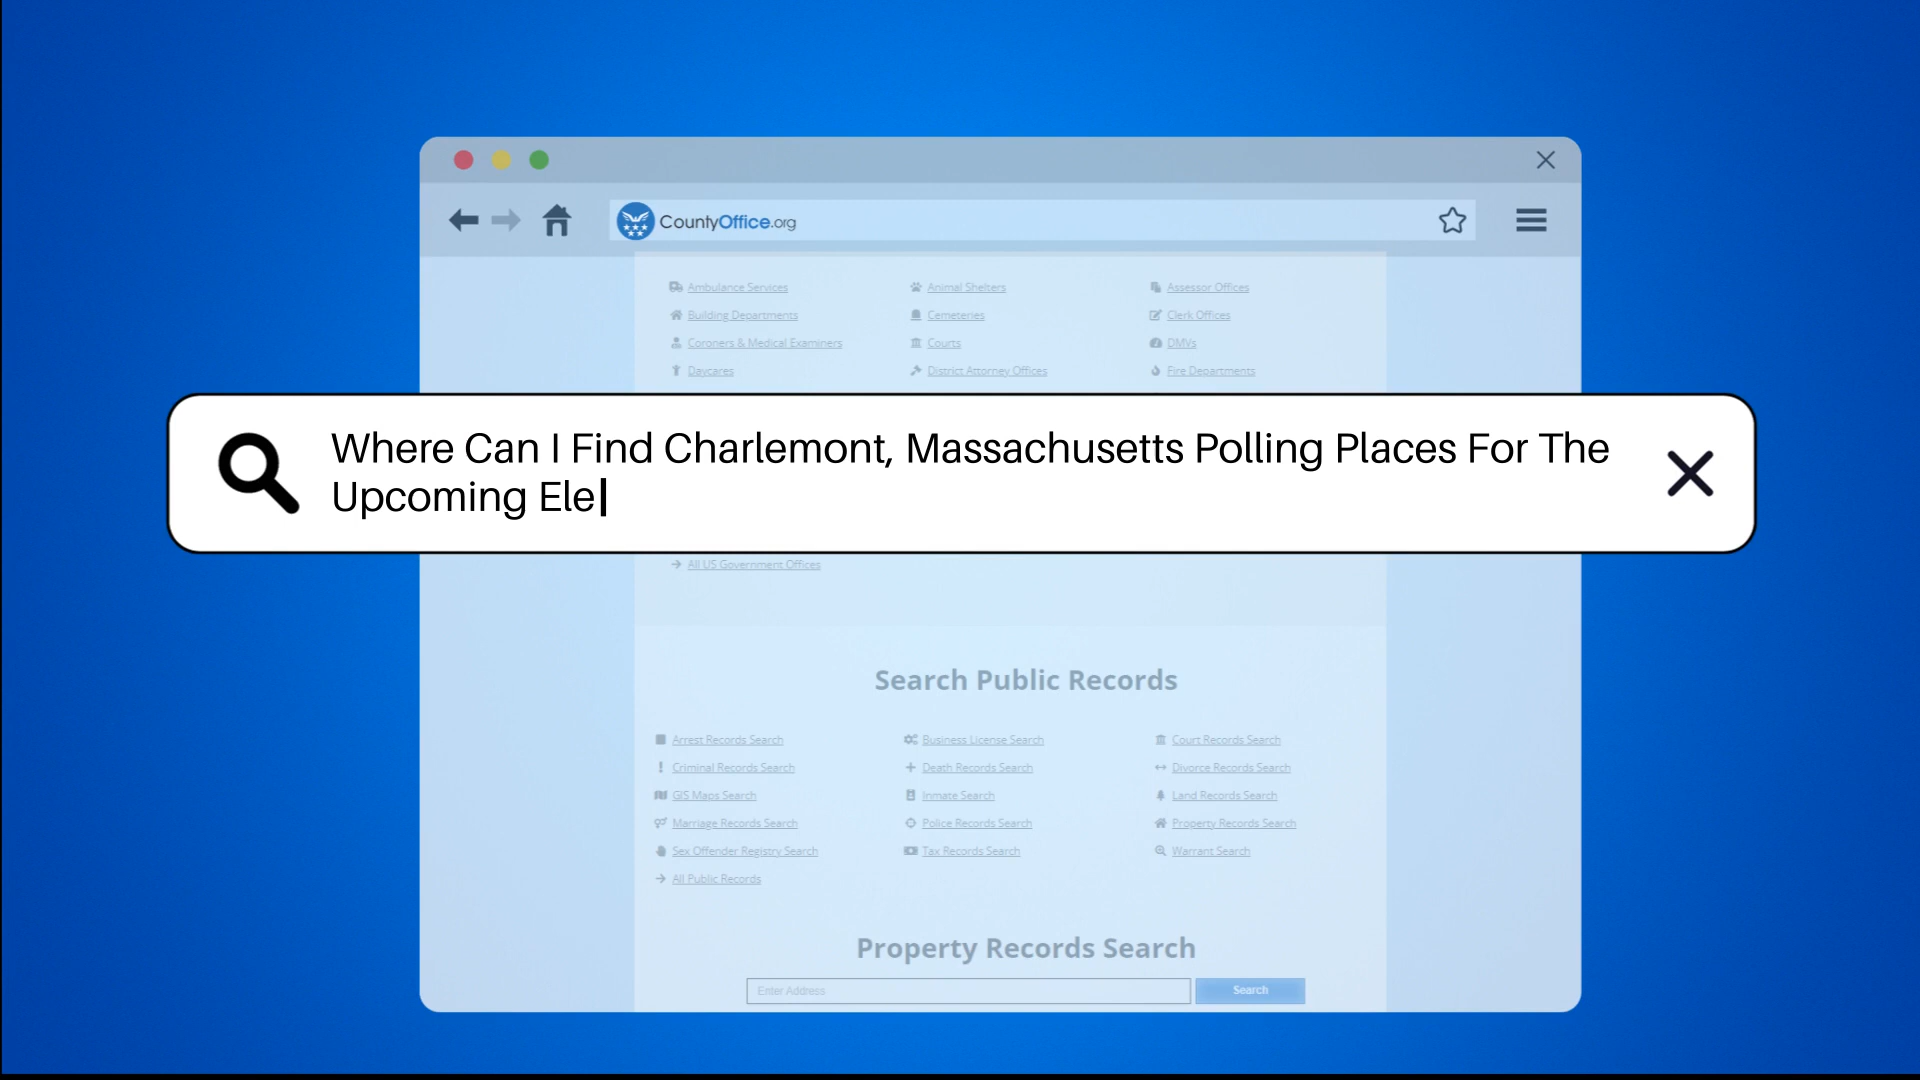 CountyOffice.org
Ambulance Services
Animal Shelters
Assessor Offices
Building Departments
Cemeteries
Clerk Offices
Coroners & Medical Examiners
Courts
DMVs
Daycares
District Attorney Offices
Fire Departments
Where Can I Find Charlemont, Massachusetts Polling Places For The
Upcoming Ele
All US Government Offices
Search Public Records
Arrest Records Search
Business License Search
Court Records Search
Criminal Records Search
Death Records Search
Divorce Records Search
GIS Maps Search
Inmate Search
Land Records Search
Marriage Records Search
Police Records Search
Property Records Search
Sex Offender Registry Search
Tax Records Search
Warrant Search
All Public Records
Property Records Search
Enter Address
Search